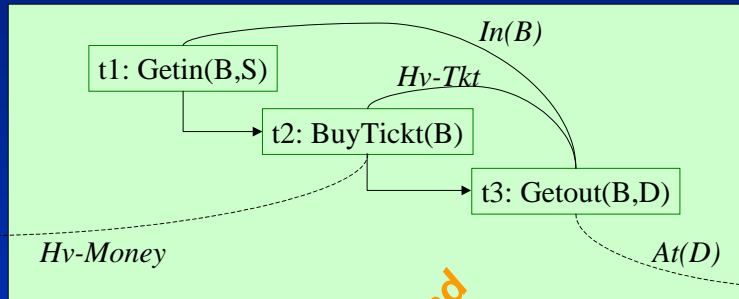 In(B)
t1: Getin(B,S)
Hv-Tkt
t2: BuyTickt(B)
t3: Getout(B,D)
Hv-Money
At(D)